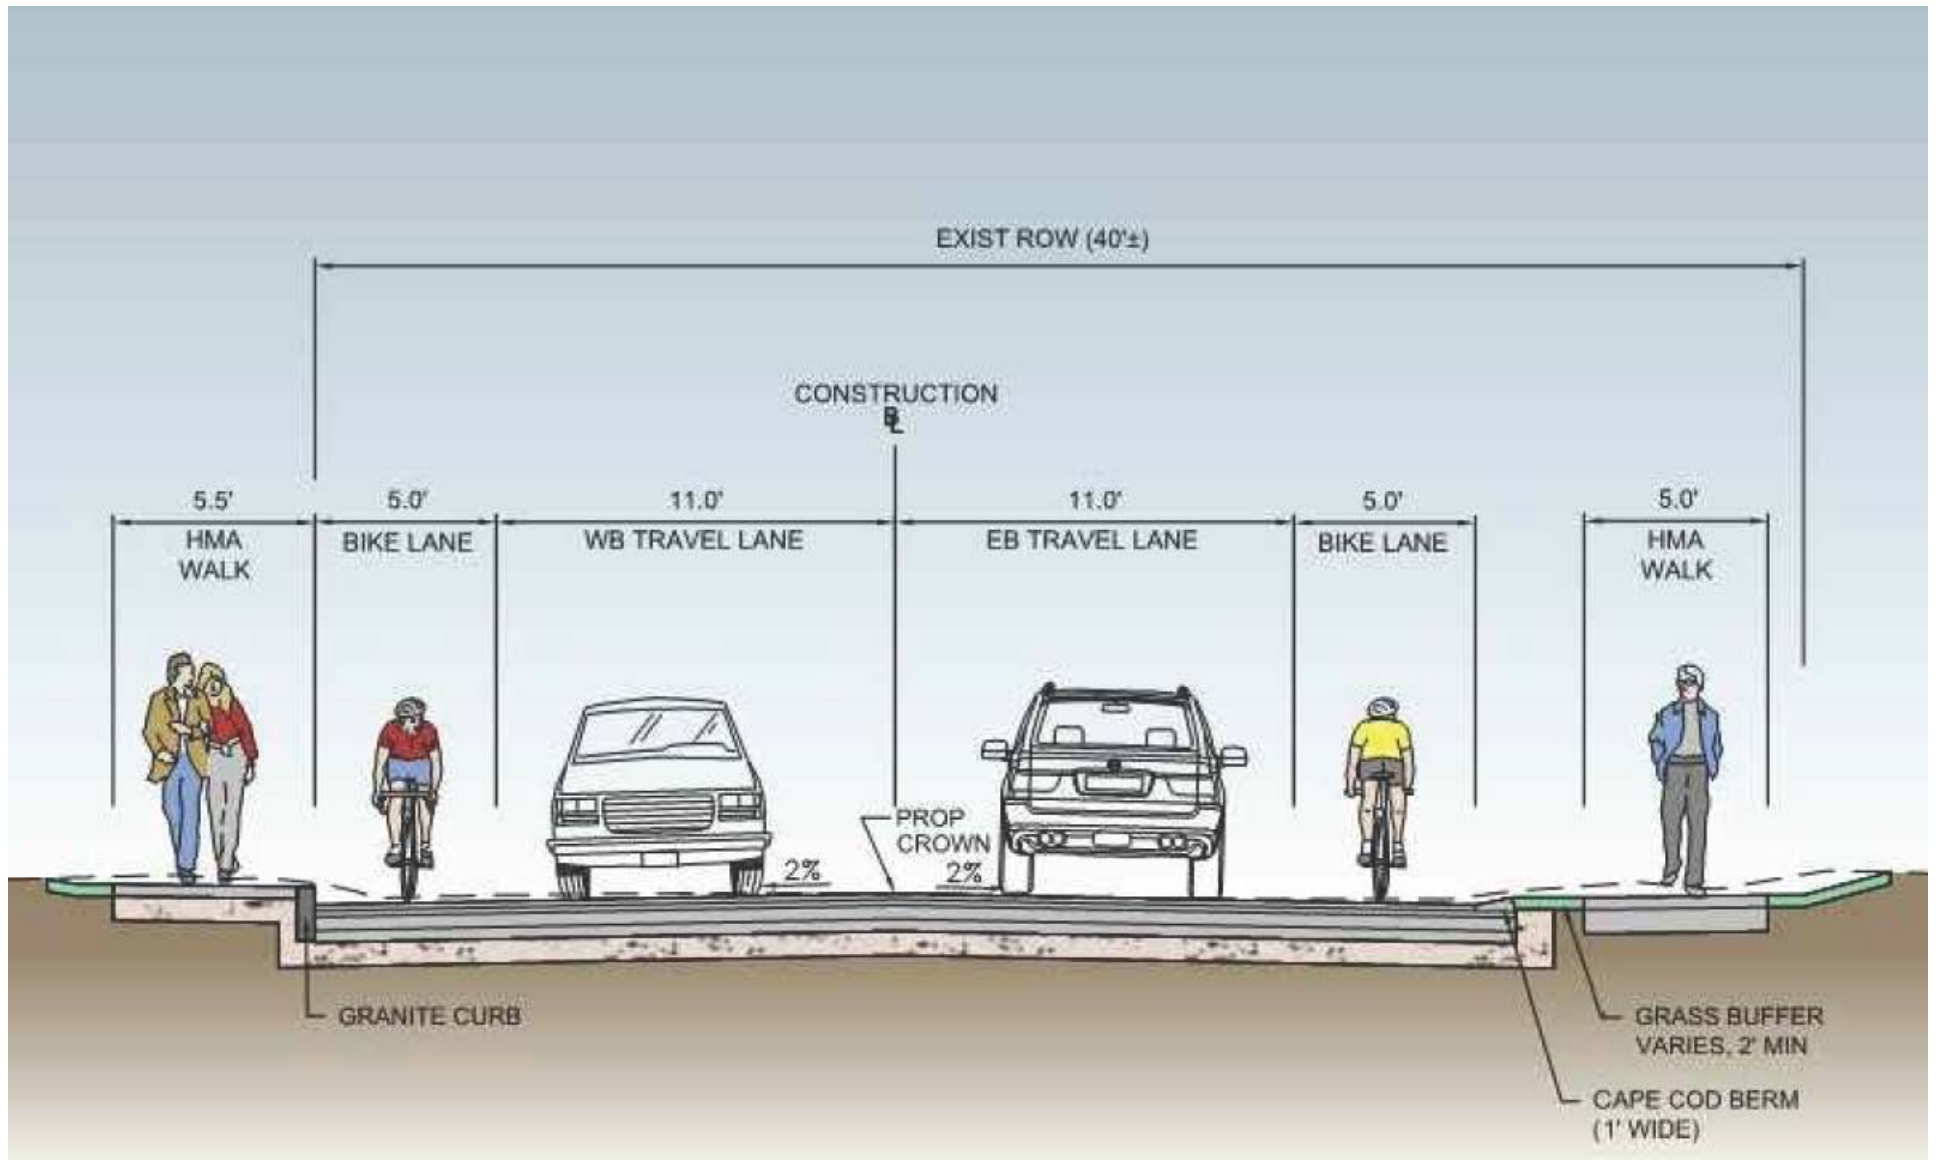 EXIST ROW (40'±)
CONSTRUCTION
BL
5.5'
5.0'
11.0'
11.0'
5.0'
5.0'
HMA
WALK
BIKE LANE
WB TRAVEL LANE
EB TRAVEL LANE
BIKE LANE
HMA
WALK
PROP
CROWN
2%
2%
GRANITE CURB
GRASS BUFFER
VARIES, 2' MIN
CAPE COD BERM
(1' WIDE)